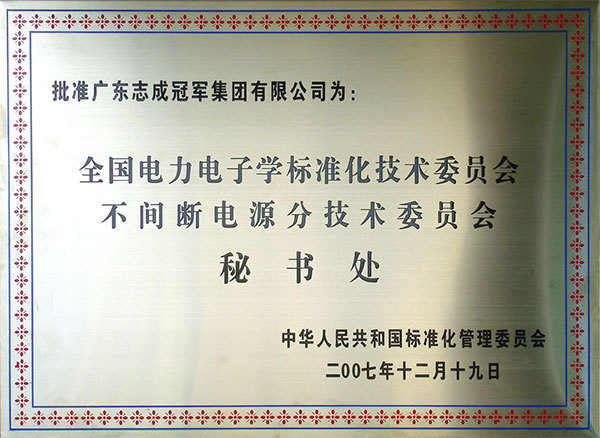 批准广东志成冠军集团有限公司为：
全国电力电子学标准化技术委员会
不间断电源分技术委员会
秘书处
中华人民共和国标准化管理委员会
二00七年十二月十九日